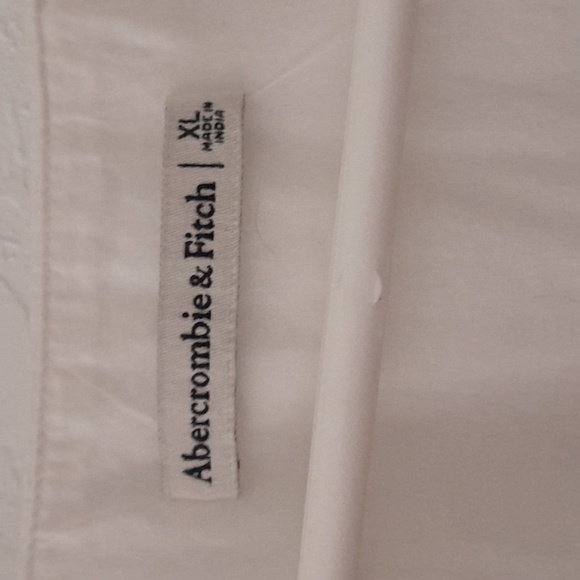 Abercrombie & Fitch | XL
MADE IN
INDIA